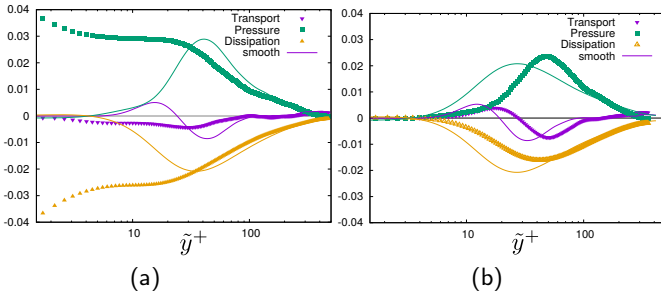 0.04
0.03
0.02
0.01
0
-0.01
-0.02
-0.03
-0.04
10
100
Transport
Pressure
Dissipation
smooth
ỹ⁺
(a)
0.04
0.03
0.02
0.01
0
-0.01
-0.02
-0.03
-0.04
10
100
Transport
Pressure
Dissipation
smooth
ỹ⁺
(b)